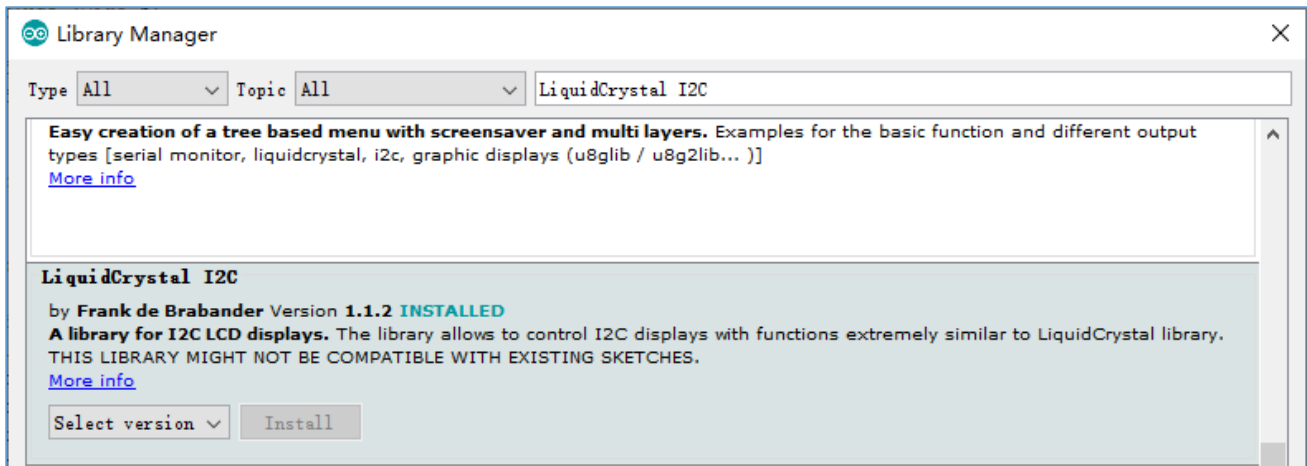 Library Manager
Type All Topic All LiquidCrystal I2C
Easy creation of a tree based menu with screensaver and multi layers. Examples for the basic function and different output
types [serial monitor, liquidcrystal, i2c, graphic displays (u8glib / u8g2lib... )]
More info
LiquidCrystal I2C
by Frank de Brabander Version 1.1.2 INSTALLED
A library for I2C LCD displays. The library allows to control I2C displays with functions extremely similar to LiquidCrystal library.
THIS LIBRARY MIGHT NOT BE COMPATIBLE WITH EXISTING SKETCHES.
More info
Select version Install